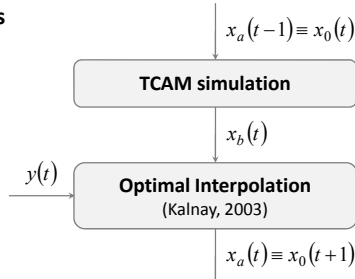 s
x_a(t−1)≡x_0(t)
TCAM simulation
x_b(t)
y(t)
Optimal Interpolation
(Kalnay, 2003)
x_a(t)≡x_0(t+1)